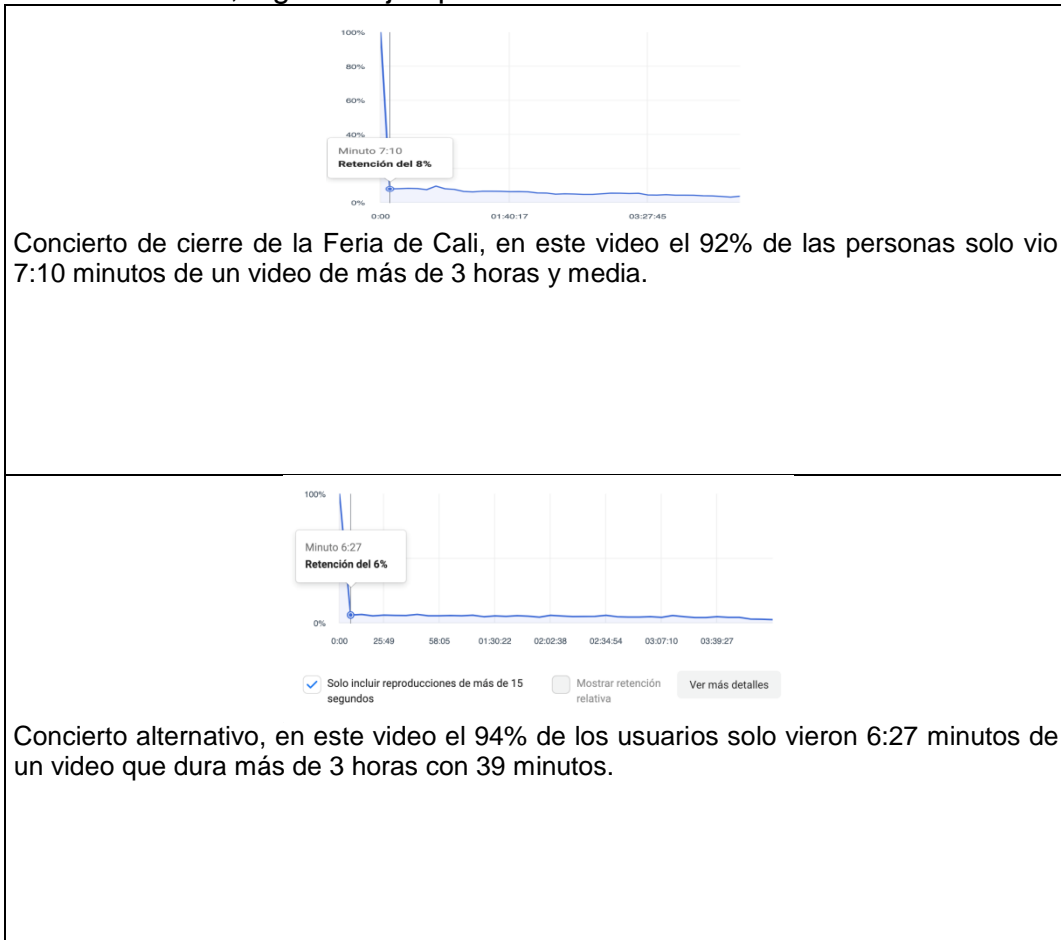 100%
80%
60%
40%
Minuto 7:10
Retención del 8%
0%
0:00 01:40:17 03:27:45
Concierto de cierre de la Feria de Cali, en este video el 92% de las personas solo vio
7:10 minutos de un video de más de 3 horas y media.
100%
Minuto 6:27
Retención del 6%
0%
0:00 25:49 58:05 01:30:22 02:02:38 02:34:54 03:07:10 03:39:27
Solo incluir reproducciones de más de 15 Mostrar retención Ver más detalles
segundos relativa
Concierto alternativo, en este video el 94% de los usuarios solo vieron 6:27 minutos de
un video que dura más de 3 horas con 39 minutos.